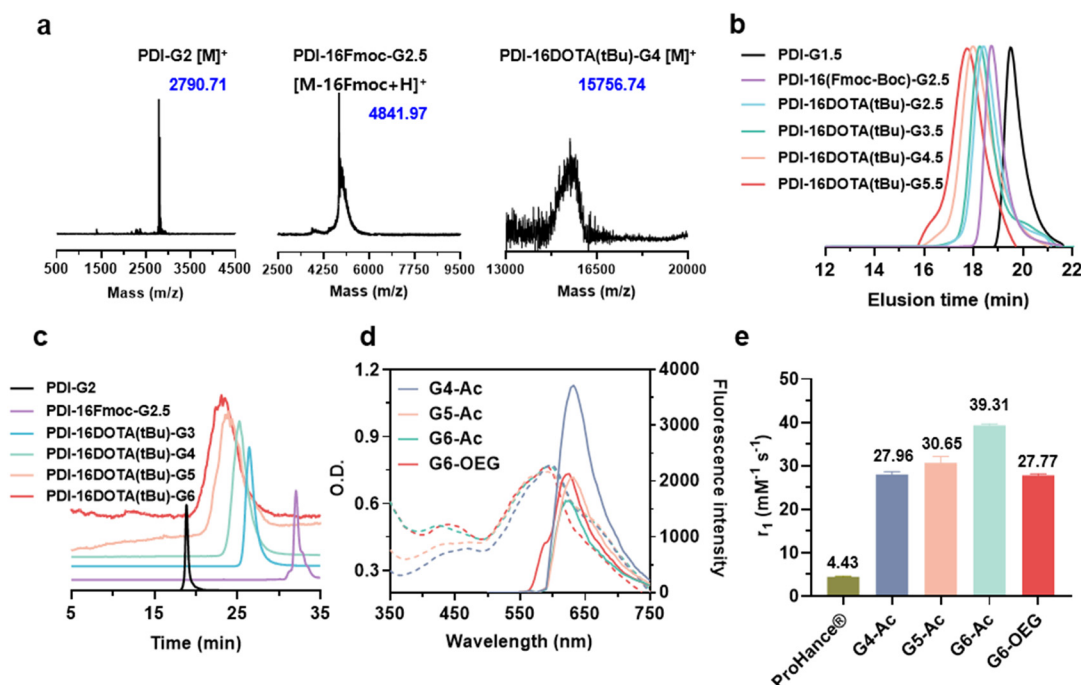 a
PDI-G2 [M]⁺
2790.71
PDI-16Fmoc-G2.5
[M-16Fmoc+H]⁺
4841.97
PDI-16DOTA(tBu)-G4 [M]⁺
15756.74
500 1500 2500 3500 4500
Mass (m/z)
2500 4250 6000 7750 9500
Mass (m/z)
13000 16500 20000
Mass (m/z)
b
PDI-G1.5
PDI-16(Fmoc-Boc)-G2.5
PDI-16DOTA(tBu)-G2.5
PDI-16DOTA(tBu)-G3.5
PDI-16DOTA(tBu)-G4.5
PDI-16DOTA(tBu)-G5.5
12 14 16 18 20 22
Elusion time (min)
c
PDI-G2
PDI-16Fmoc-G2.5
PDI-16DOTA(tBu)-G3
PDI-16DOTA(tBu)-G4
PDI-16DOTA(tBu)-G5
PDI-16DOTA(tBu)-G6
5 15 25 35
Time (min)
d
G4-Ac
G5-Ac
G6-Ac
G6-OEG
1.2
0.9
0.6
0.3
O.D.
4000
3000
2000
1000
0
Fluorescence intensity
350 450 550 650 750
Wavelength (nm)
e
50
40
30
20
10
0
r₁ (mM⁻¹ s⁻¹)
4.43
27.96
30.65
39.31
27.77
ProHance®
G4-Ac
G5-Ac
G6-Ac
G6-OEG